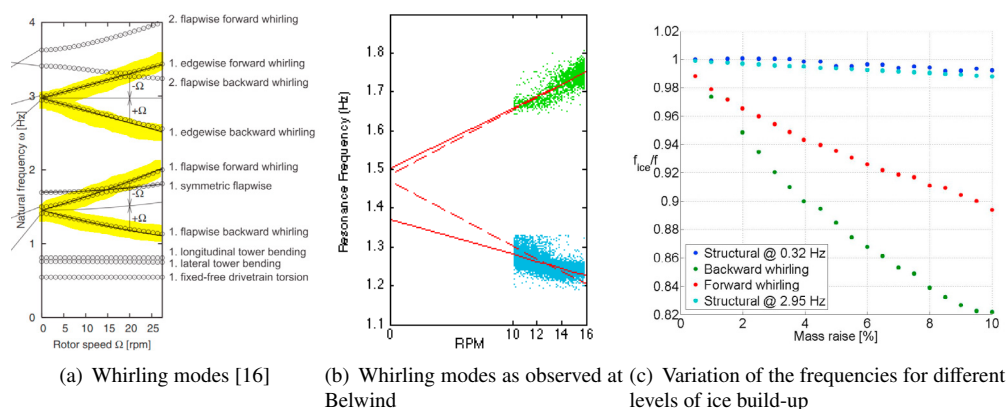 4
3
2
1
0
0
5
10
15
20
25
Natural frequency ω [Hz]
Rotor speed Ω [rpm]
2. flapwise forward whirling
1. edgewise forward whirling
-Ω
2. flapwise backward whirling
+Ω
1. edgewise backward whirling
1. flapwise forward whirling
1. symmetric flapwise
-Ω
+Ω
1. flapwise backward whirling
1. longitudinal tower bending
1. lateral tower bending
1. fixed-free drivetrain torsion
(a) Whirling modes [16]
1.8
1.7
1.6
1.5
1.4
1.3
1.2
1.1
0
10
12
14
16
Resonance Frequency (Hz)
RPM
(b) Whirling modes as observed at
Belwind
1.02
1
0.98
0.96
0.94
0.92
0.9
0.88
0.86
0.84
0.82
0
2
4
6
8
10
f_ice/f
Mass raise [%]
Structural @ 0.32 Hz
Backward whirling
Forward whirling
Structural @ 2.95 Hz
(c) Variation of the frequencies for different
levels of ice build-up